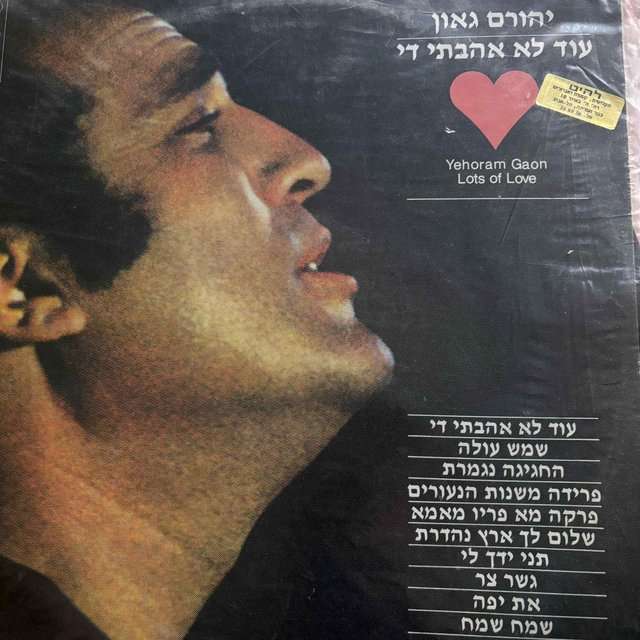 יהורם גאון
עוד לא אהבתי די
להיט
Yehoram Gaon
Lots of Love
עוד לא אהבתי די
שמש עולה
החגיגה נגמרת
פרידה משנות הנעורים
פרקה מא פריו מאמא
שלום לך ארץ נהדרת
תני ידך לי
גשר צר
את יפה
שמח שמח